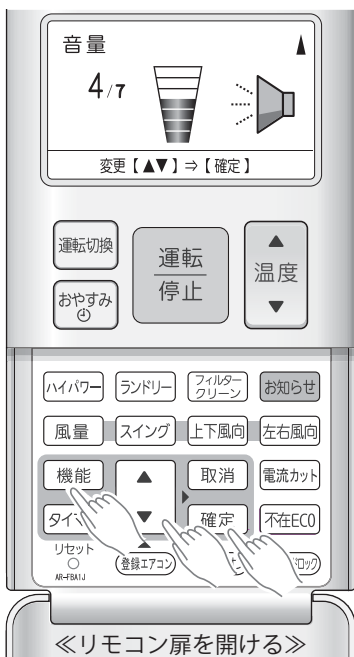 音量
4/7
変更【▲▼】⇒【確定】
運転切換
運転
停止
▲
温度
▼
おやすみ
ハイパワー ランドリー フィルター クリーン お知らせ
風量 スイング 上下風向 左右風向
機能 ▲ 取消 電流カット
▼ 確定 不在ECO
リセット
AR-FBA1J
登録エアコン
≪リモコン扉を開ける≫